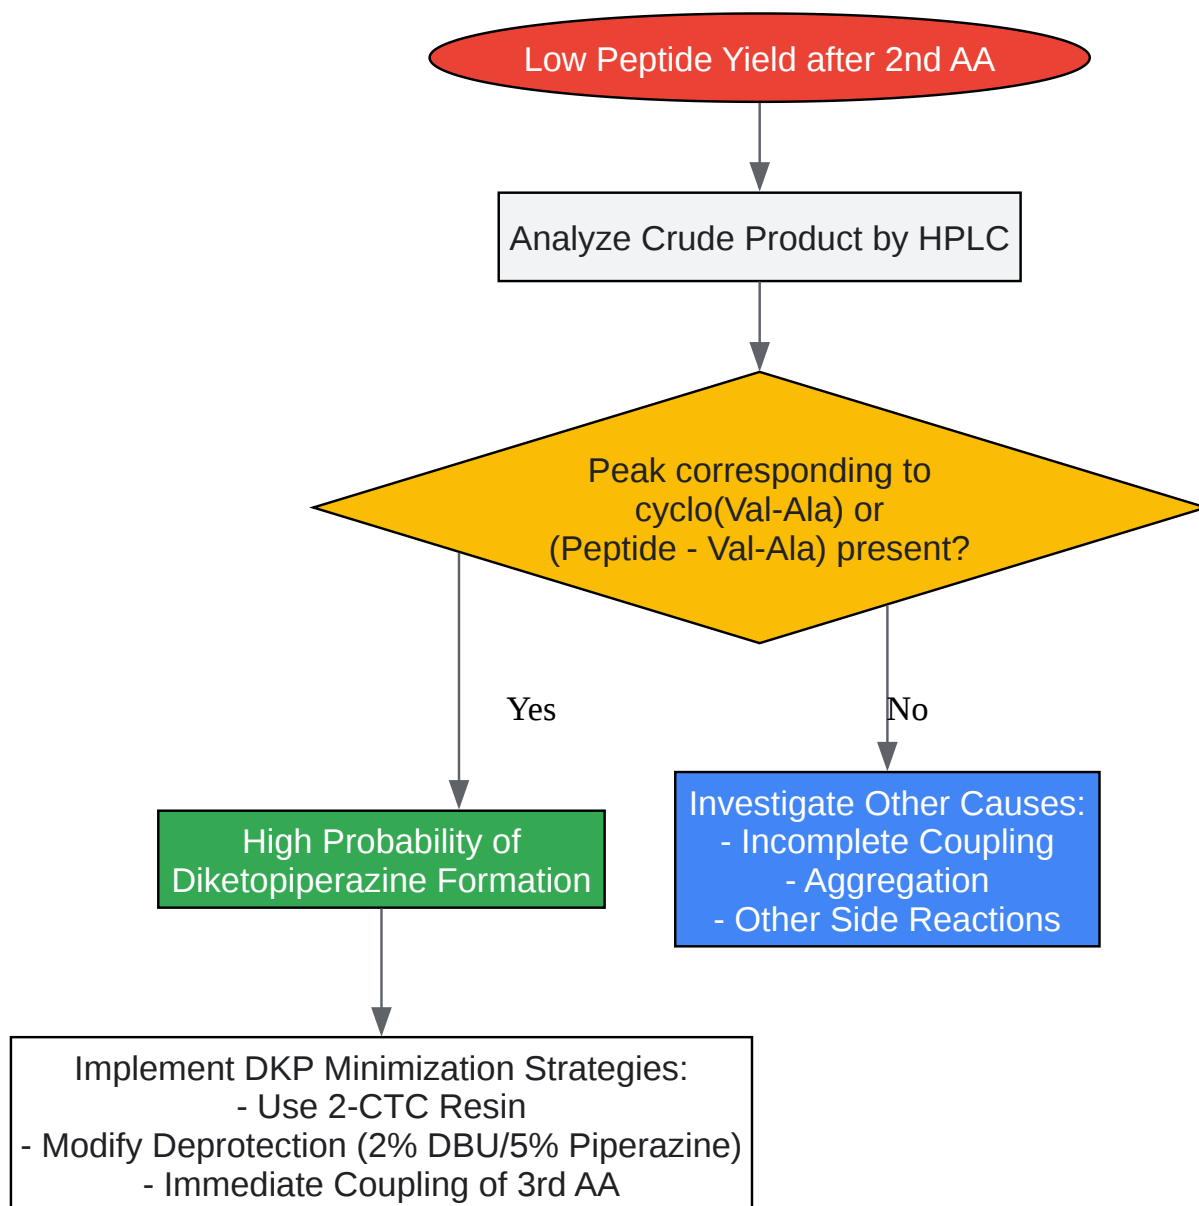 Low Peptide Yield after 2nd AA
Analyze Crude Product by HPLC
Peak corresponding to
cyclo(Val-Ala) or
(Peptide - Val-Ala) present?
Yes
No
High Probability of
Diketopiperazine Formation
Investigate Other Causes:
- Incomplete Coupling
- Aggregation
- Other Side Reactions
Implement DKP Minimization Strategies:
- Use 2-CTC Resin
- Modify Deprotection (2% DBU/5% Piperazine)
- Immediate Coupling of 3rd AA